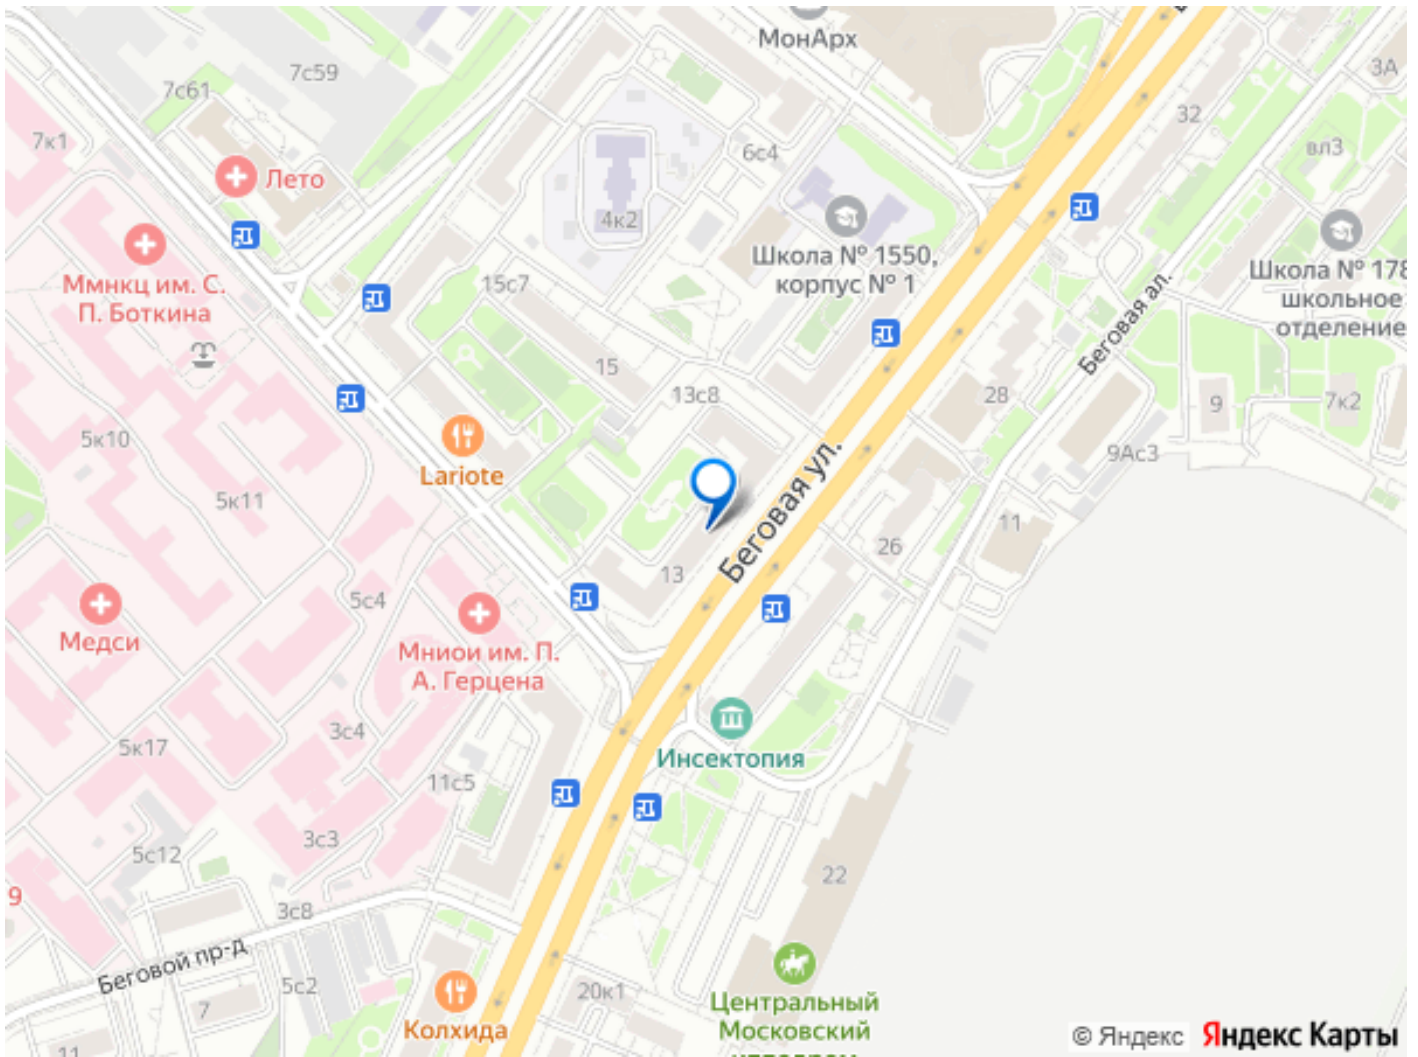 МонАрх
7с59
3А
7с61
32
7к1
6с4
вл3
Лето
4к2
Школа № 1550,
корпус № 1
Школа № 178
школьное
отделение
Ммнкц им. С.
П. Боткина
15с7
Беговая ал.
15
13с8
28
9
7к2
5к10
Lariote
9Ас3
5к11
Беговая ул.
11
26
13
5с4
Медси
Мниои им. П.
А. Герцена
3с4
5к17
Инсектопия
11с5
3с3
5с12
22
9
3с8
Беговой пр-д
5с2
7
20к1
Колхида
Центральный
Московский
11
© Яндекс Яндекс Карты